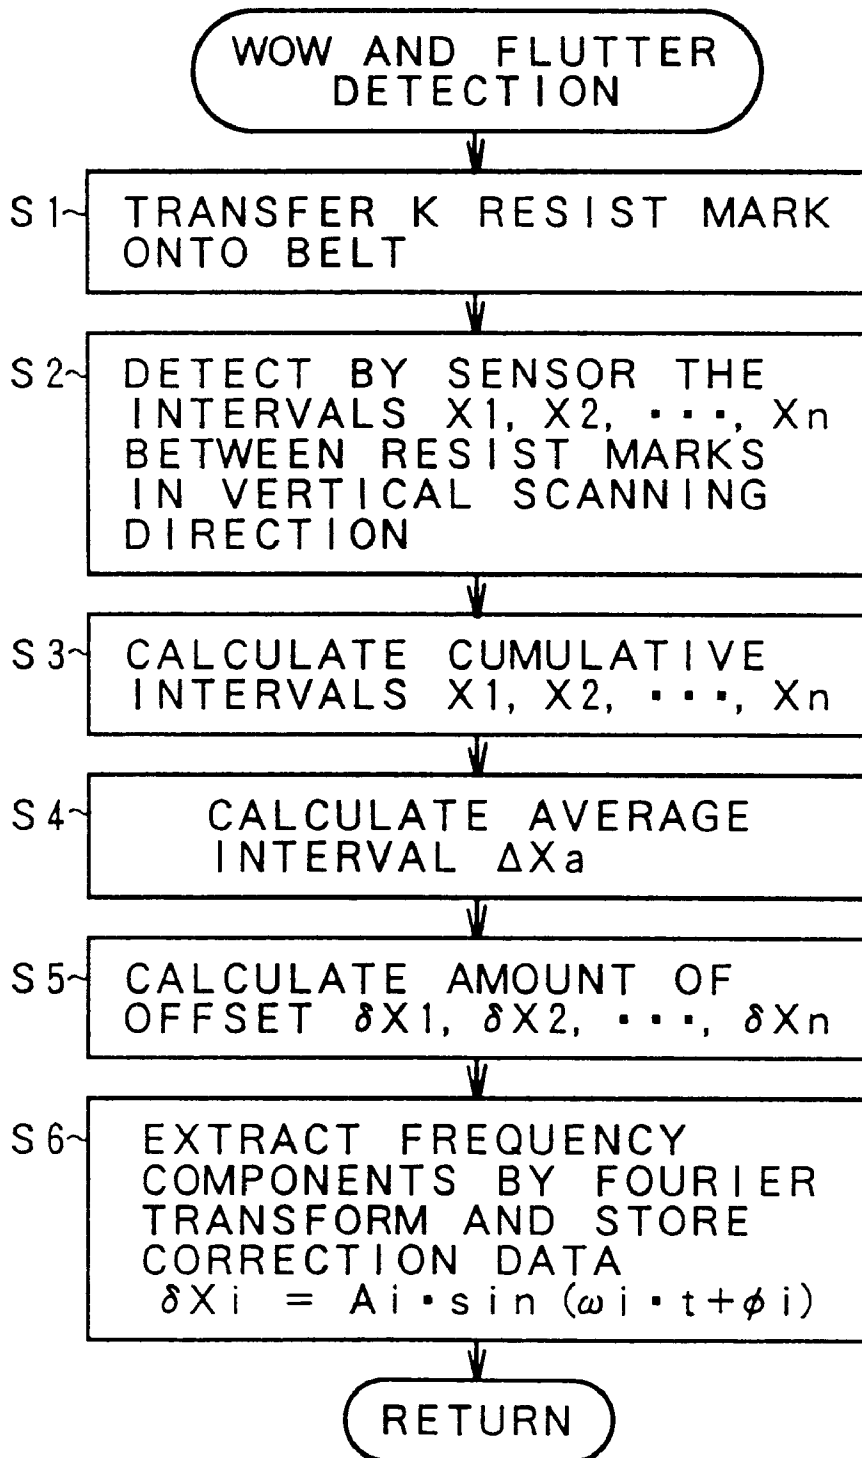 WOW AND FLUTTER
DETECTION
S1~ TRANSFER K RESIST MARK
ONTO BELT
S2~ DETECT BY SENSOR THE
INTERVALS X1, X2, ･･･, Xn
BETWEEN RESIST MARKS
IN VERTICAL SCANNING
DIRECTION
S3~ CALCULATE CUMULATIVE
INTERVALS X1, X2, ･･･, Xn
S4~ CALCULATE AVERAGE
INTERVAL ΔXa
S5~ CALCULATE AMOUNT OF
OFFSET δX1, δX2, ･･･, δXn
S6~ EXTRACT FREQUENCY
COMPONENTS BY FOURIER
TRANSFORM AND STORE
CORRECTION DATA
δXi = Ai･sin (ωi･t+φi)
RETURN